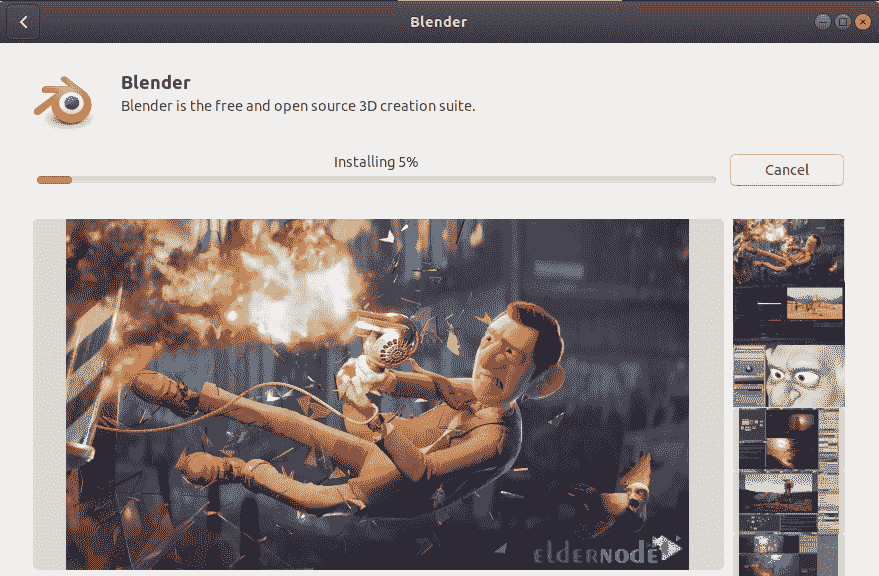 Blender
Blender
Blender is the free and open source 3D creation suite.
Installing 5%
Cancel
eldernode